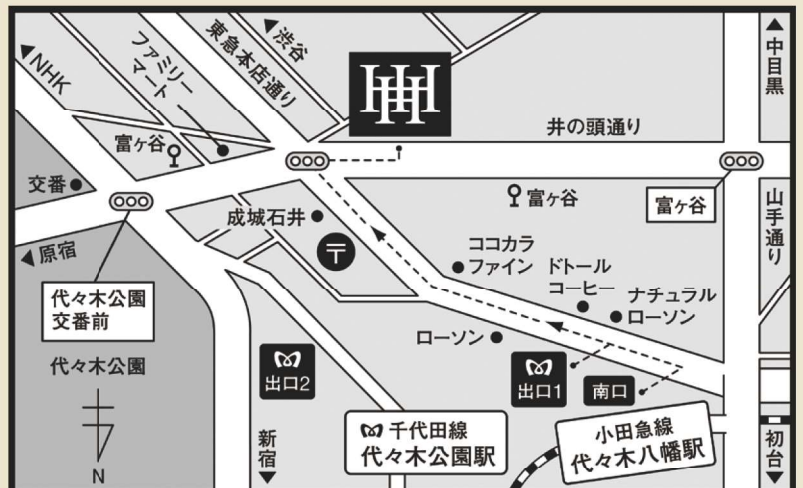 渋谷
中目黒
NHK
ファミリー
マート
東急本店通り
HHH
井の頭通り
富ヶ谷
交番
富ヶ谷
富ヶ谷
山手通り
成城石井
〒
原宿
ココカラ
ファイン
ドトール
コーヒー
ナチュラル
ローソン
代々木公園
交番前
ローソン
代々木公園
出口2
出口1
南口
千代田線
代々木公園駅
小田急線
代々木八幡駅
新宿
初台
N